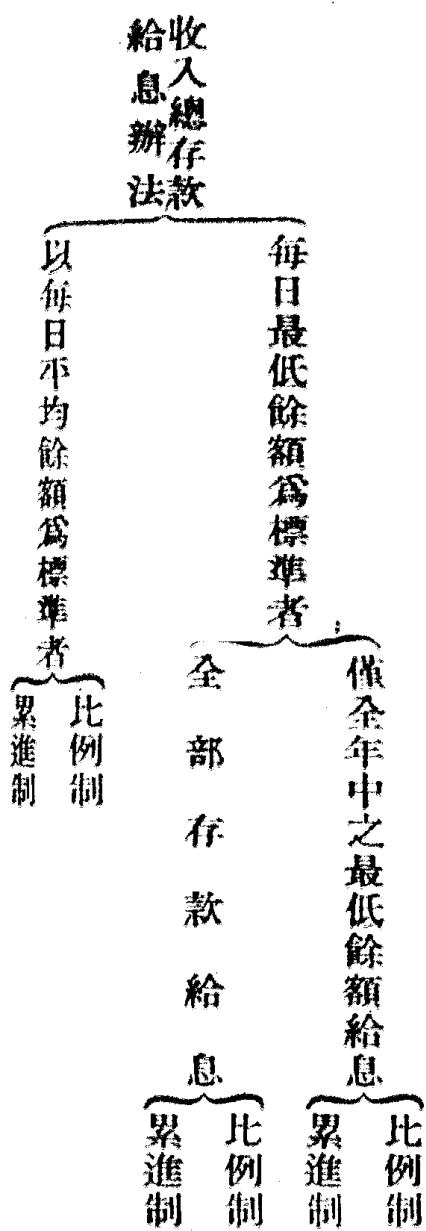 收入總存款
給息辦法
每日最低餘額爲標準者
僅全年中之最低餘額給息
比例制
累進制
全部存款給息
比例制
累進制
以每日平均餘額爲標準者
比例制
累進制